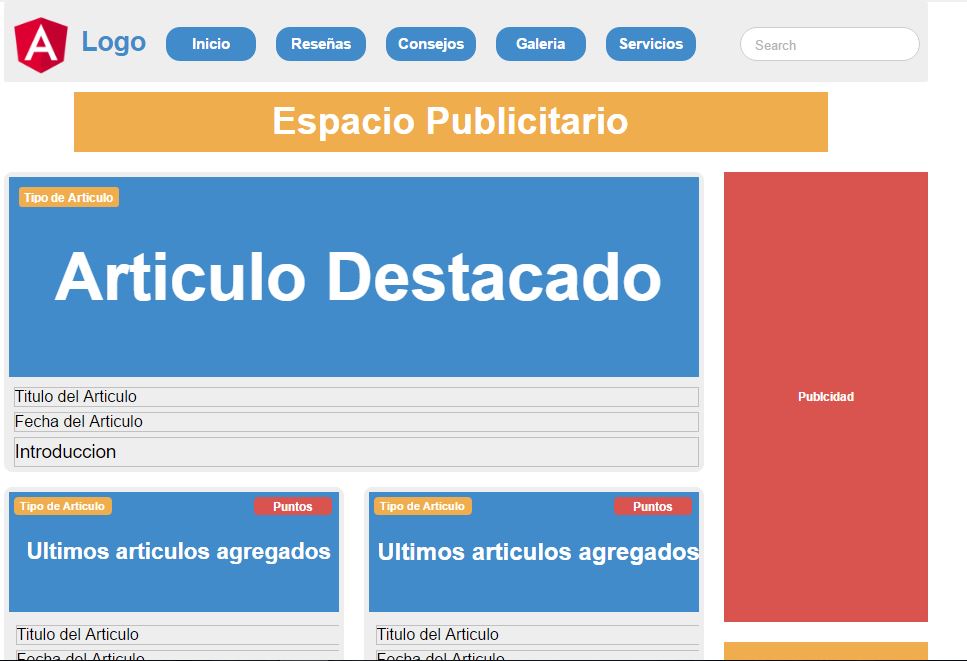 Logo
Inicio
Reseñas
Consejos
Galeria
Servicios
Search
Espacio Publicitario
Tipo de Articulo
Articulo Destacado
Titulo del Articulo
Fecha del Articulo
Introduccion
Publcidad
Tipo de Articulo
Puntos
Ultimos articulos agregados
Titulo del Articulo
Fecha del Articulo
Tipo de Articulo
Puntos
Ultimos articulos agregados
Titulo del Articulo
Fecha del Articulo